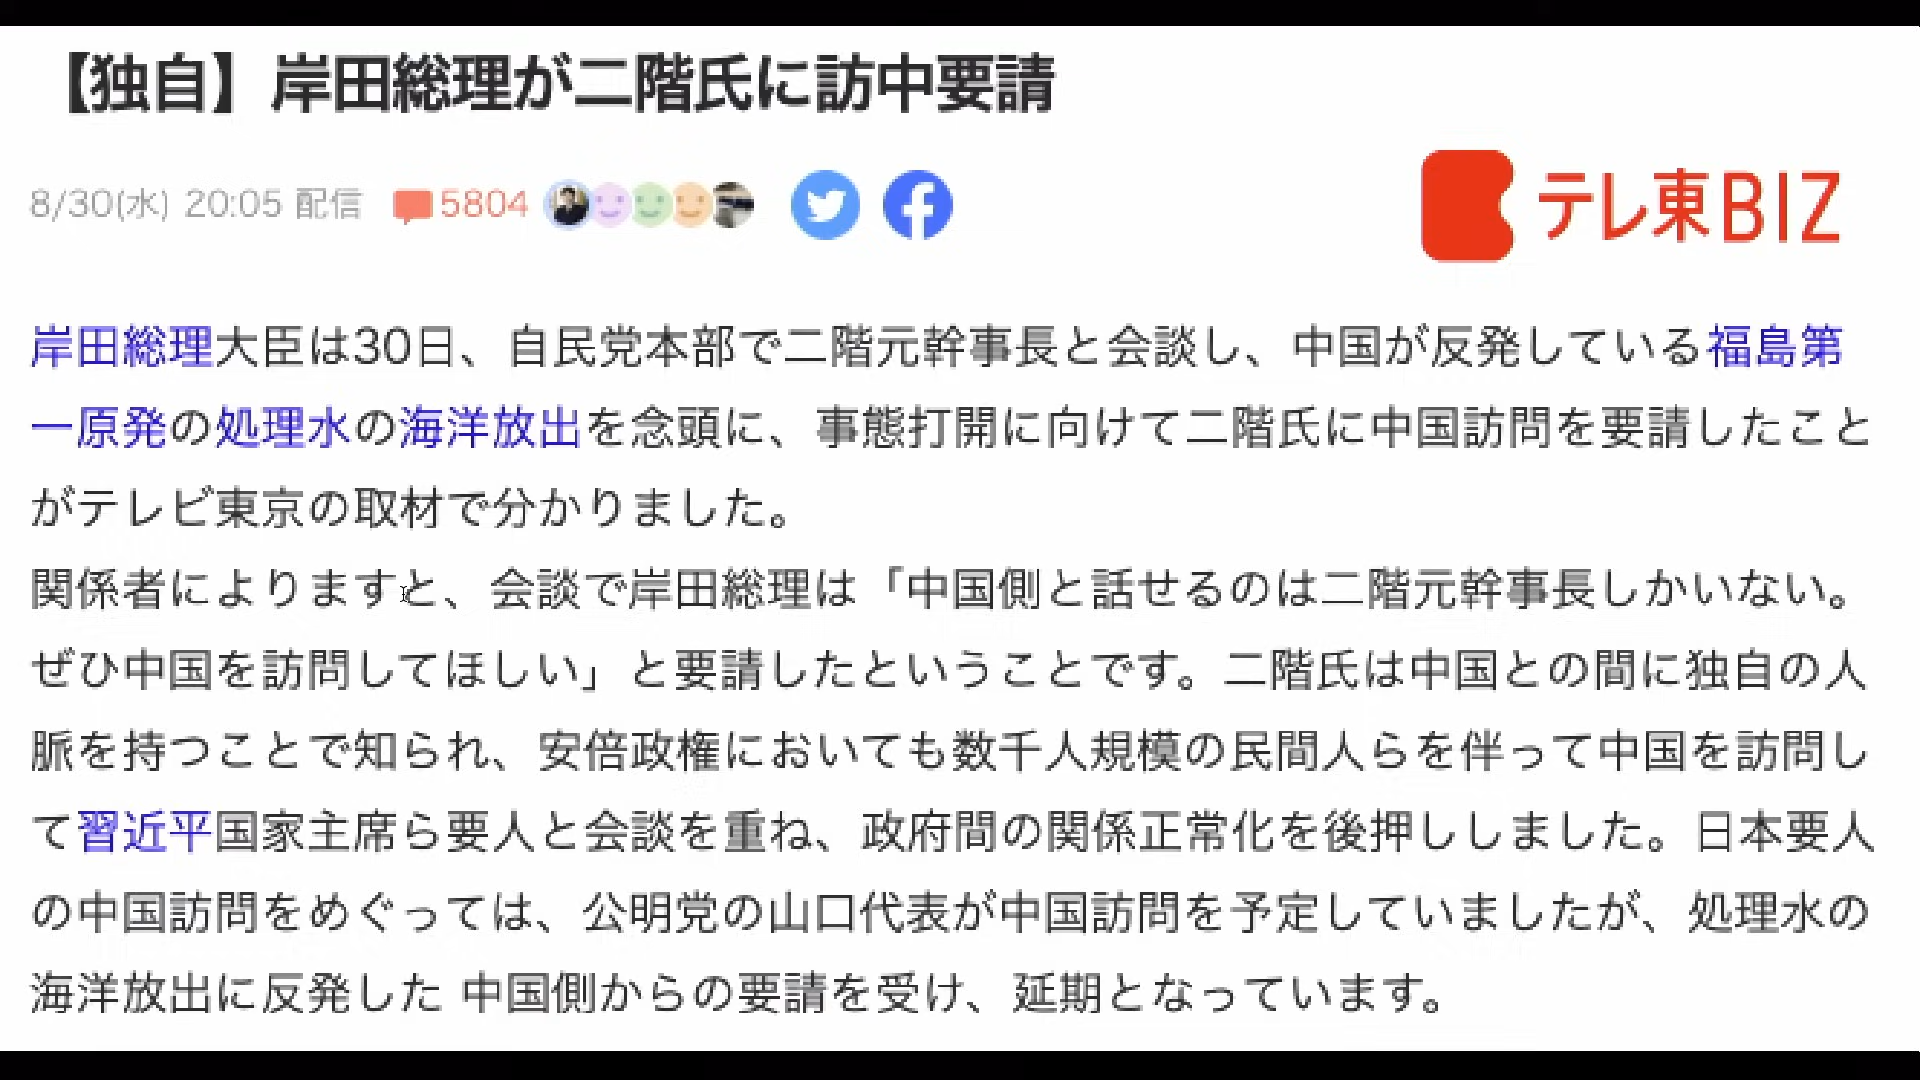 【独自】岸田総理が二階氏に訪中要請
8/30(水) 20:05 配信 5804
テレ東BIZ
岸田総理大臣は30日、自民党本部で二階元幹事長と会談し、中国が反発している福島第
一原発の処理水の海洋放出を念頭に、事態打開に向けて二階氏に中国訪問を要請したこと
がテレビ東京の取材で分かりました。
関係者によりますと、会談で岸田総理は「中国側と話せるのは二階元幹事長しかいない。
ぜひ中国を訪問してほしい」と要請したということです。二階氏は中国との間に独自の人
脈を持つことで知られ、安倍政権においても数千人規模の民間人らを伴って中国を訪問し
て習近平国家主席ら要人と会談を重ね、政府間の関係正常化を後押ししました。日本要人
の中国訪問をめぐっては、公明党の山口代表が中国訪問を予定していましたが、処理水の
海洋放出に反発した 中国側からの要請を受け、延期となっています。